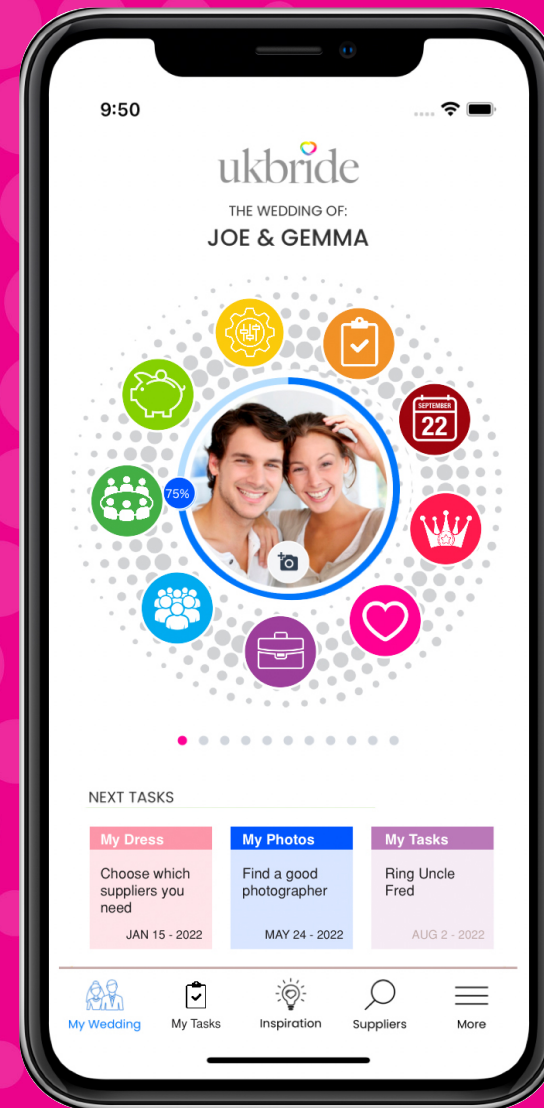 9:50
ukbride
THE WEDDING OF:
JOE & GEMMA
SEPTEMBER
22
75%
NEXT TASKS
My Dress
Choose which
suppliers you
need
JAN 15 - 2022
My Photos
Find a good
photographer
MAY 24 - 2022
My Tasks
Ring Uncle
Fred
AUG 2 - 2022
My Wedding
My Tasks
Inspiration
Suppliers
More